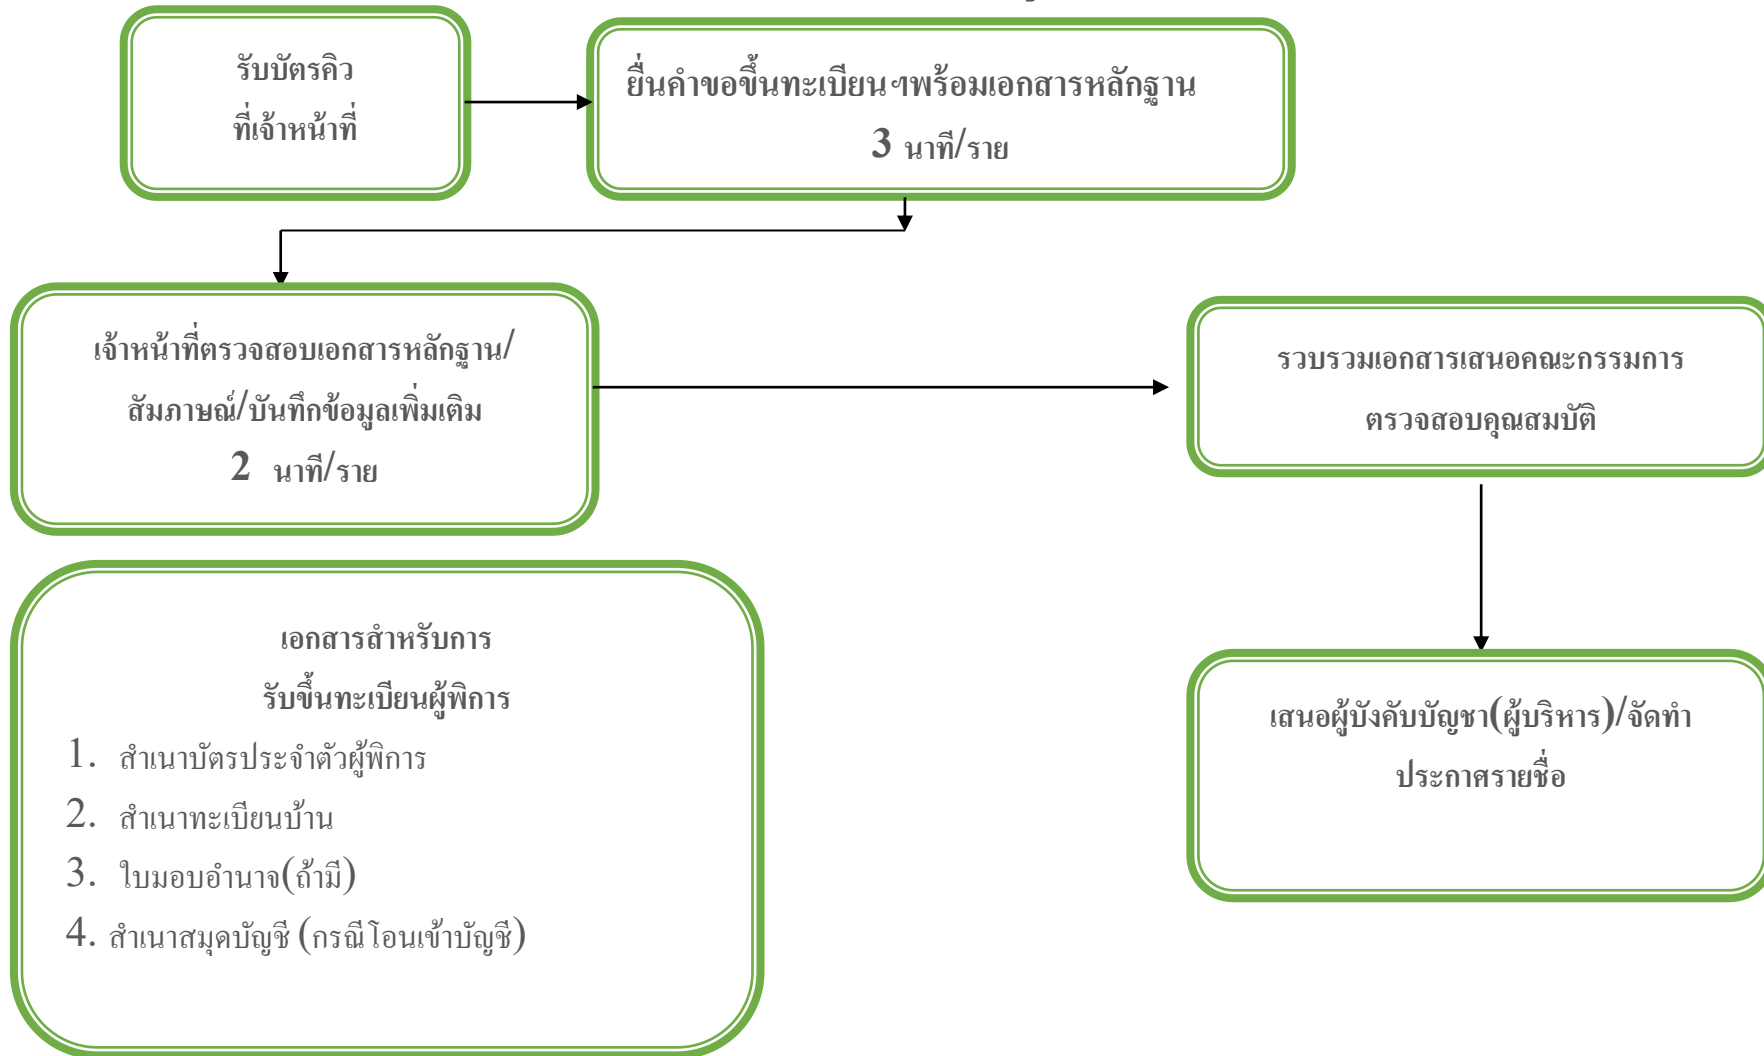 รับบัตรคิว
ที่เจ้าหน้าที่
ยื่นคำขอขึ้นทะเบียนฯพร้อมเอกสารหลักฐาน
3 นาที/ราย
เจ้าหน้าที่ตรวจสอบเอกสารหลักฐาน/
สัมภาษณ์/บันทึกข้อมูลเพิ่มเติม
2 นาที/ราย
รวบรวมเอกสารเสนอคณะกรรมการ
ตรวจสอบคุณสมบัติ
เสนอผู้บังคับบัญชา(ผู้บริหาร)/จัดทำ
ประกาศรายชื่อ
เอกสารสำหรับการ
รับขึ้นทะเบียนผู้พิการ
1. สำเนาบัตรประจำตัวผู้พิการ
2. สำเนาทะเบียนบ้าน
3. ใบมอบอำนาจ(ถ้ามี)
4. สำเนาสมุดบัญชี (กรณีโอนเข้าบัญชี)